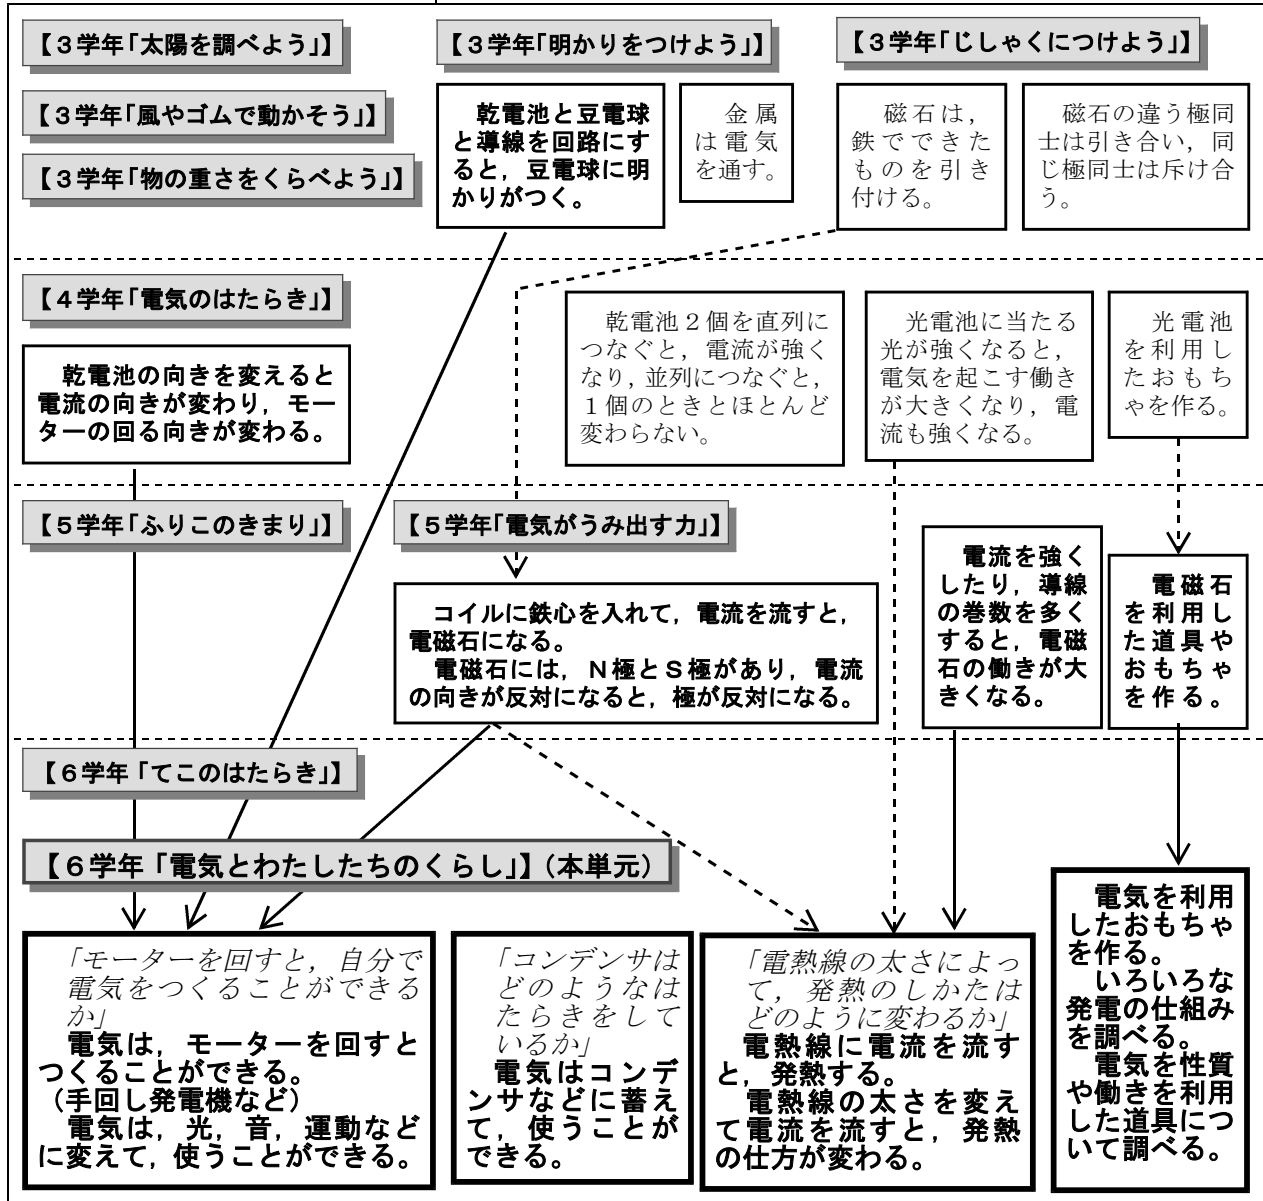 【３学年「太陽を調べよう」】
【３学年「風やゴムで動かそう」】
【３学年「物の重さをくらべよう」】
【３学年「明かりをつけよう」】
乾電池と豆電球
と導線を回路にす
ると，豆電球に明
かりがつく。
金属
は電気
を通す。
【３学年「じしゃくにつけよう」】
磁石は，
鉄でできた
ものを引き
付ける。
磁石の違う極同
士は引き合い，同
じ極同士は斥け合
う。
【４学年「電気のはたらき」】
乾電池の向きを変えると
電流の向きが変わり，モー
ターの回る向きが変わる。
乾電池２個を直列に
つなぐと，電流が強く
なり，並列につなぐと，
１個のときとほとんど
変わらない。
光電池に当たる
光が強くなると，
電気を起こす働き
が大きくなり，電
流も強くなる。
光電池
を利用し
たおもち
ゃを作る。
【５学年「ふりこのきまり」】
【５学年「電気がうみ出す力」】
コイルに鉄心を入れて，電流を流すと，
電磁石になる。
電磁石には，Ｎ極とＳ極があり，電流
の向きが反対になると，極が反対になる。
電流を強く
したり，導線
の巻数を多く
すると，電磁
石の働きが大
きくなる。
電磁石
を利用し
た道具や
おもちゃ
を作る。
【６学年「てこのはたらき」】
【６学年「電気とわたしたちのくらし」】（本単元）
「モーターを回すと，自分で
電気をつくることができる
か」
電気は，モーターを回すと
つくることができる。
（手回し発電機など）
電気は，光，音，運動など
に変えて，使うことができる。
「コンデンサは
どのようなは
たらきをして
いるか」
電気はコンデ
ンサなどに蓄え
て，使うことが
できる。
「電熱線の太さによっ
て，発熱のしかたは
どのように変わるか」
電熱線に電流を流す
と，発熱する。
電熱線の太さを変え
て電流を流すと，発熱
の仕方が変わる。
電気を利用
したおもちゃ
を作る。
いろいろな
発電の仕組み
を調べる。
電気を性質
や働きを利用
した道具につ
いて調べる。